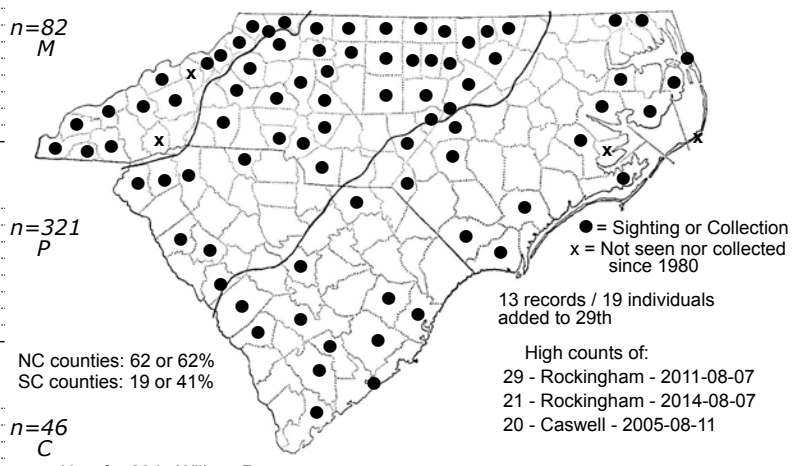 n=82
M
n=321
P
n=46
C
● = Sighting or Collection
x = Not seen nor collected
since 1980
13 records / 19 individuals
added to 29th
High counts of:
29 - Rockingham - 2011-08-07
21 - Rockingham - 2014-08-07
20 - Caswell - 2005-08-11
NC counties: 62 or 62%
SC counties: 19 or 41%